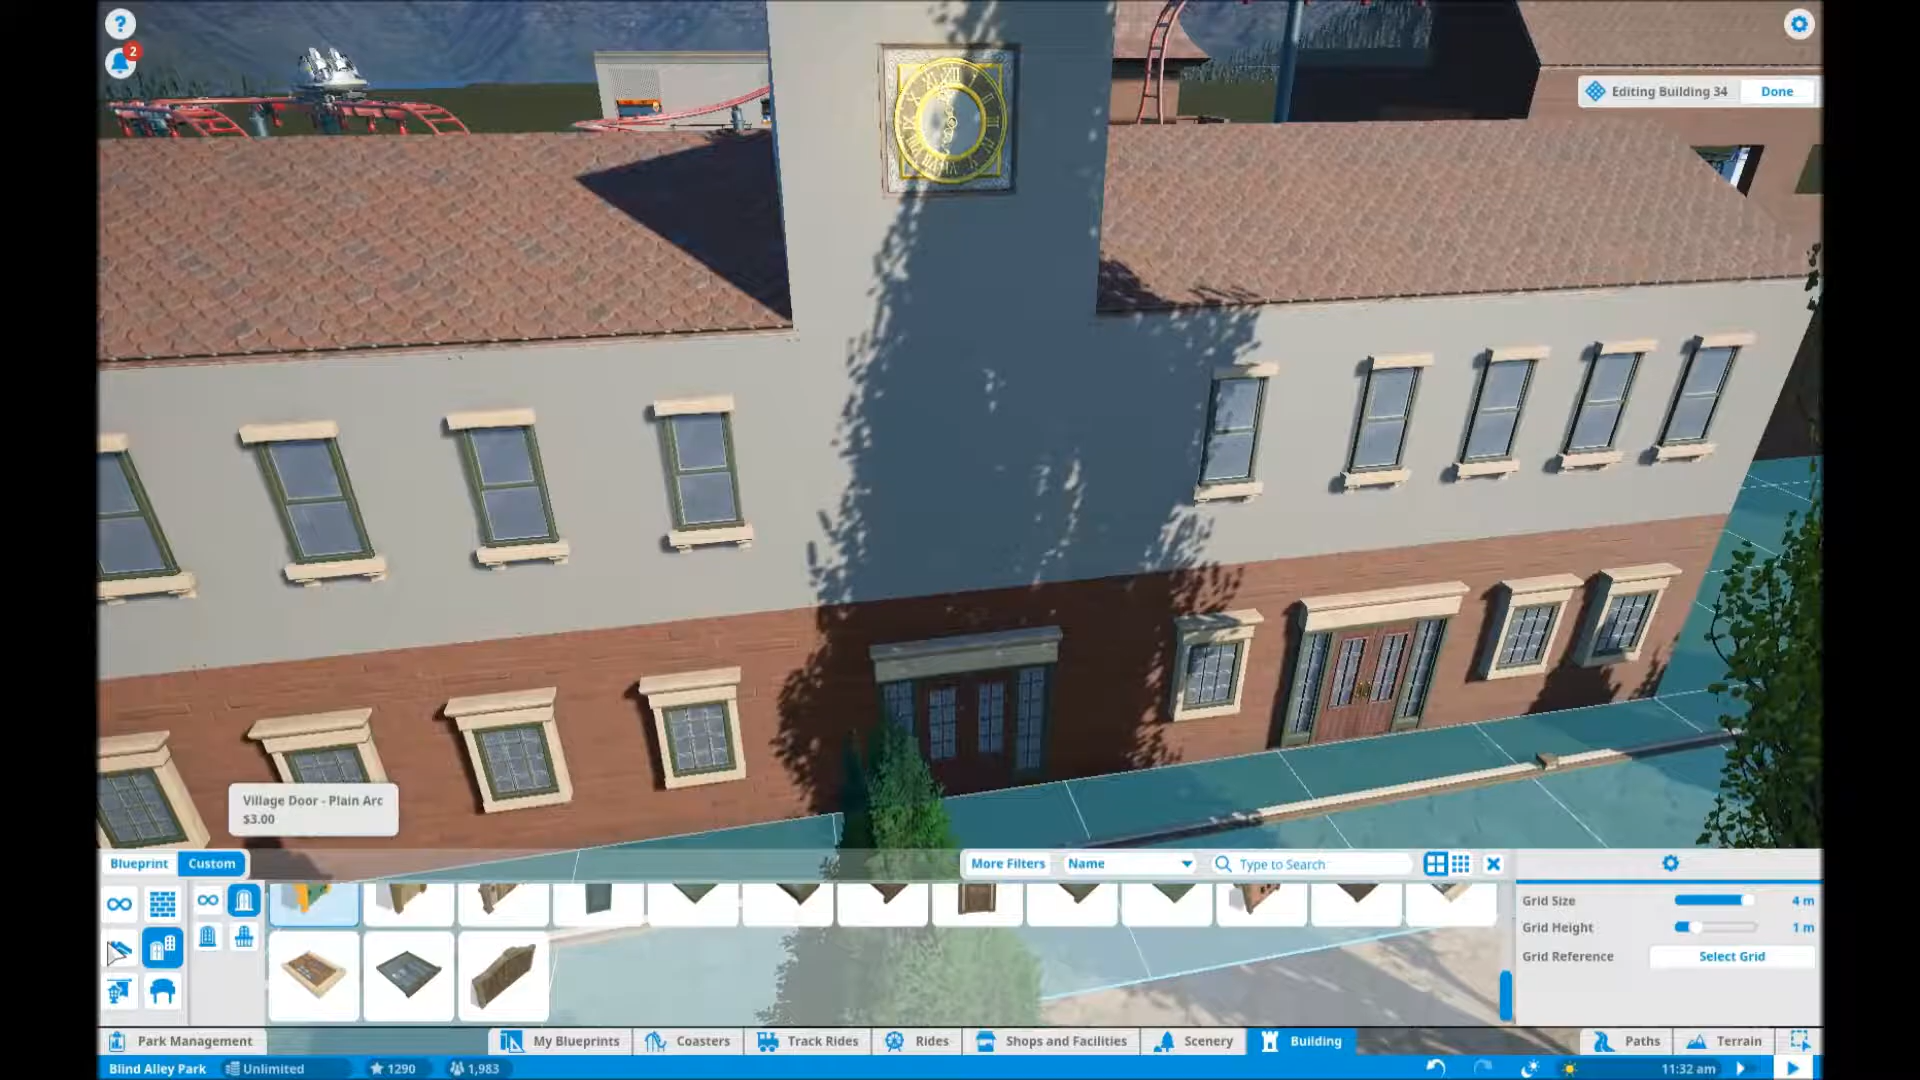 ?
2
Editing Building 34
Done
Village Door - Plain Arc
$3.00
Blueprint
Custom
More Filters
Name
Type to Search
Grid Size
4 m
Grid Height
1 m
Grid Reference
Select Grid
Park Management
My Blueprints
Coasters
Track Rides
Rides
Shops and Facilities
Scenery
Building
Paths
Terrain
Blind Alley Park
Unlimited
1290
1,983
11:32 am